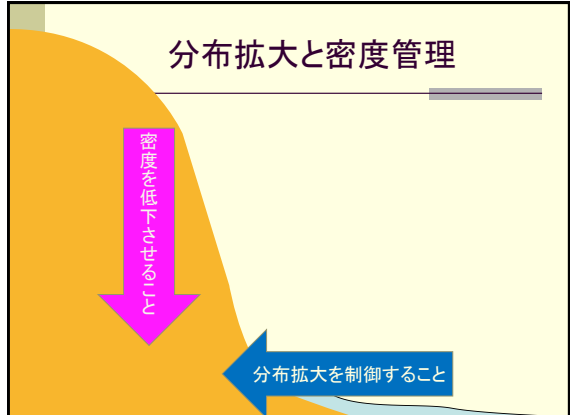 分布拡大と密度管理
密度を低下させること
分布拡大を制御すること